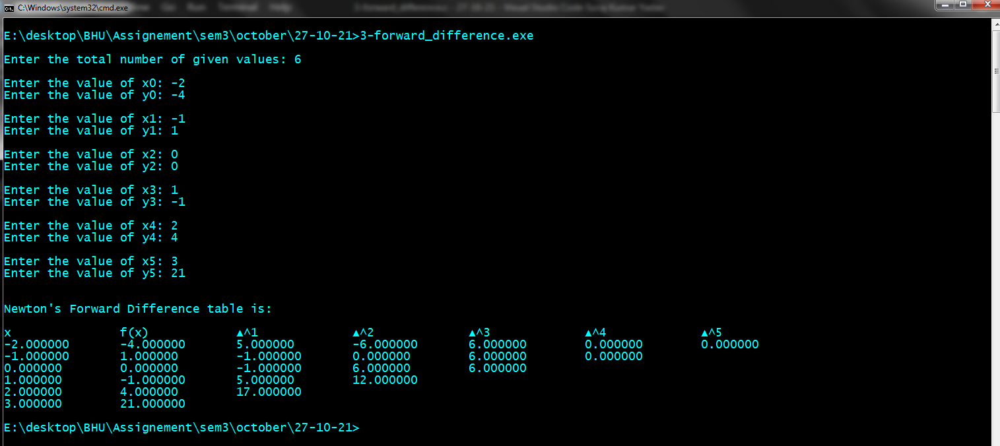 C:\Windows\system32\cmd.exe
E:\desktop\BHU\Assignement\sem3\october\27-10-21>3-forward_difference.exe
Enter the total number of given values: 6
Enter the value of x0: -2
Enter the value of y0: -4
Enter the value of x1: -1
Enter the value of y1: 1
Enter the value of x2: 0
Enter the value of y2: 0
Enter the value of x3: 1
Enter the value of y3: -1
Enter the value of x4: 2
Enter the value of y4: 4
Enter the value of x5: 3
Enter the value of y5: 21
Newton's Forward Difference table is:
x f(x) ▲^1 ▲^2 ▲^3 ▲^4 ▲^5
-2.000000 -4.000000 5.000000 -6.000000 6.000000 0.000000 0.000000
-1.000000 1.000000 -1.000000 0.000000 6.000000 0.000000
0.000000 0.000000 -1.000000 6.000000 6.000000
1.000000 -1.000000 5.000000 12.000000
2.000000 4.000000 17.000000
3.000000 21.000000
E:\desktop\BHU\Assignement\sem3\october\27-10-21>